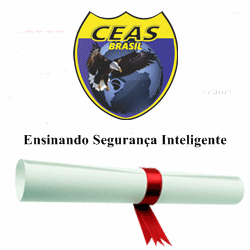 CEAS
BRASIL
Ensinando Segurança Inteligente